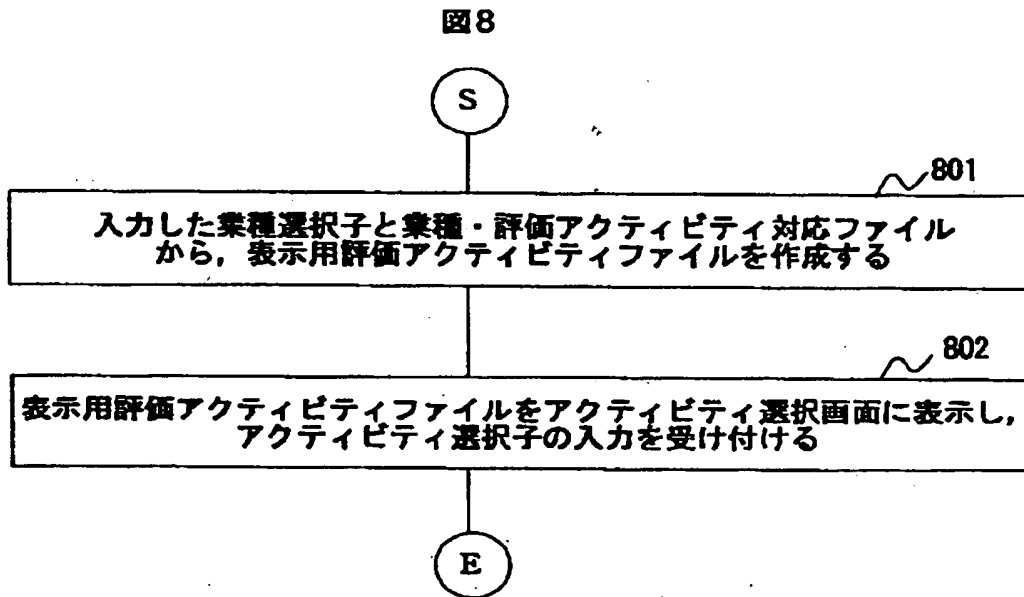 図8
S
801
入力した業種選択子と業種・評価アクティビティ対応ファイル
から，表示用評価アクティビティファイルを作成する
802
表示用評価アクティビティファイルをアクティビティ選択画面に表示し，
アクティビティ選択子の入力を受け付ける
E